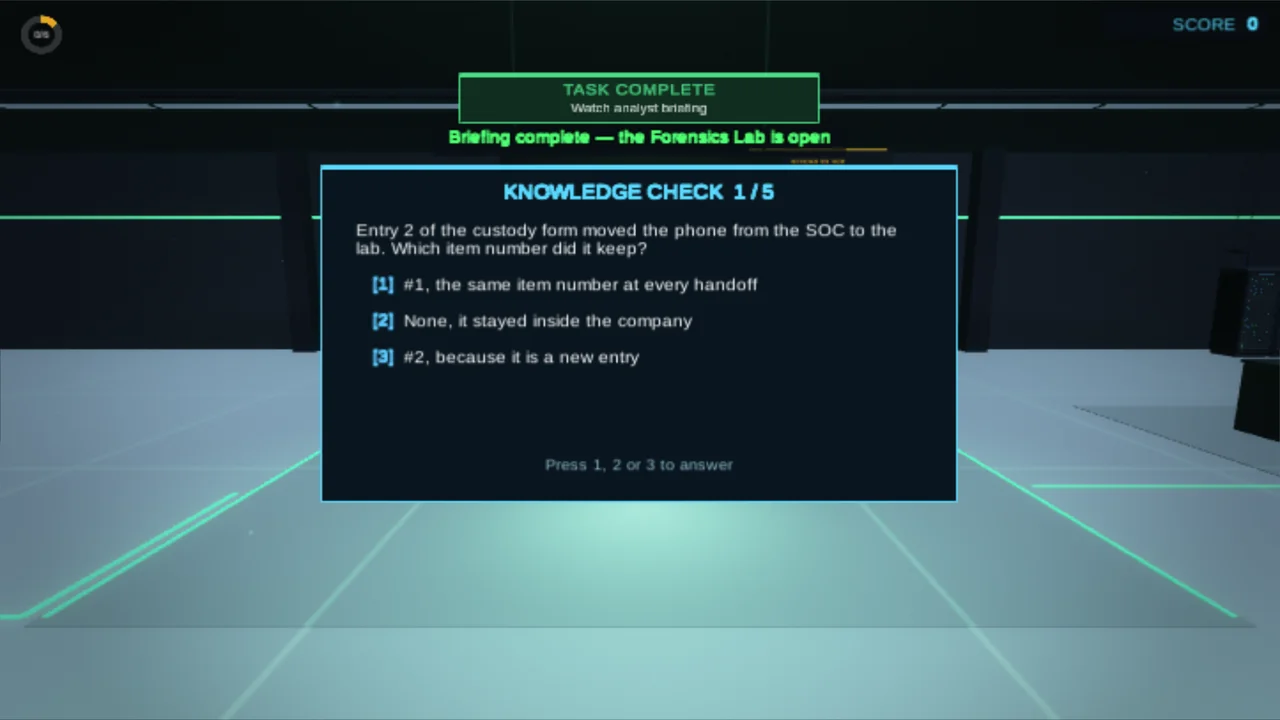 0/5
SCORE 0
TASK COMPLETE
Watch analyst briefing
Briefing complete — the Forensics Lab is open
KNOWLEDGE CHECK 1 / 5
Entry 2 of the custody form moved the phone from the SOC to the
lab. Which item number did it keep?
[1] #1, the same item number at every handoff
[2] None, it stayed inside the company
[3] #2, because it is a new entry
Press 1, 2 or 3 to answer